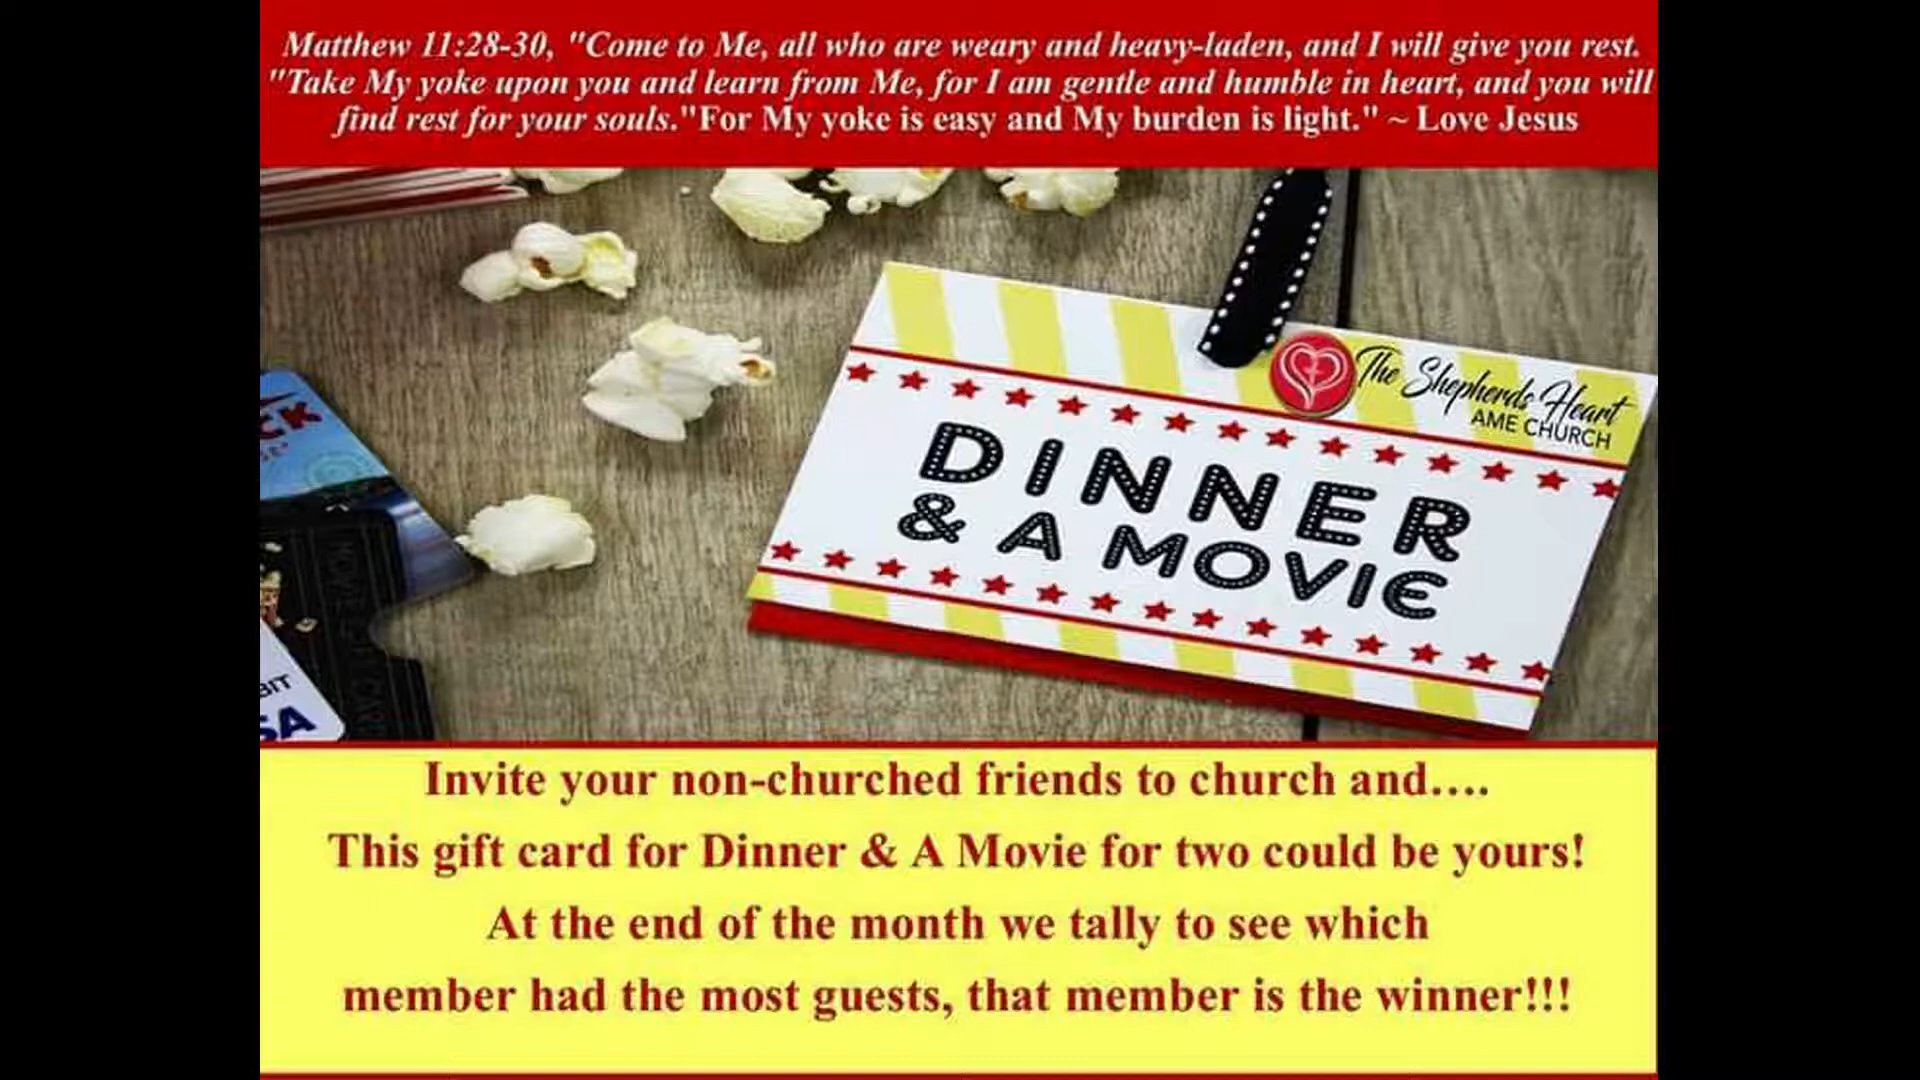 Matthew 11:28-30, "Come to Me, all who are weary and heavy-laden, and I will give you rest.
"Take My yoke upon you and learn from Me, for I am gentle and humble in heart, and you will
find rest for your souls."For My yoke is easy and My burden is light." ~ Love Jesus
The Shepherds Heart
AME CHURCH
DINNER
& A MOVIE
CK
BIT
SA
Invite your non-churched friends to church and….
This gift card for Dinner & A Movie for two could be yours!
At the end of the month we tally to see which
member had the most guests, that member is the winner!!!